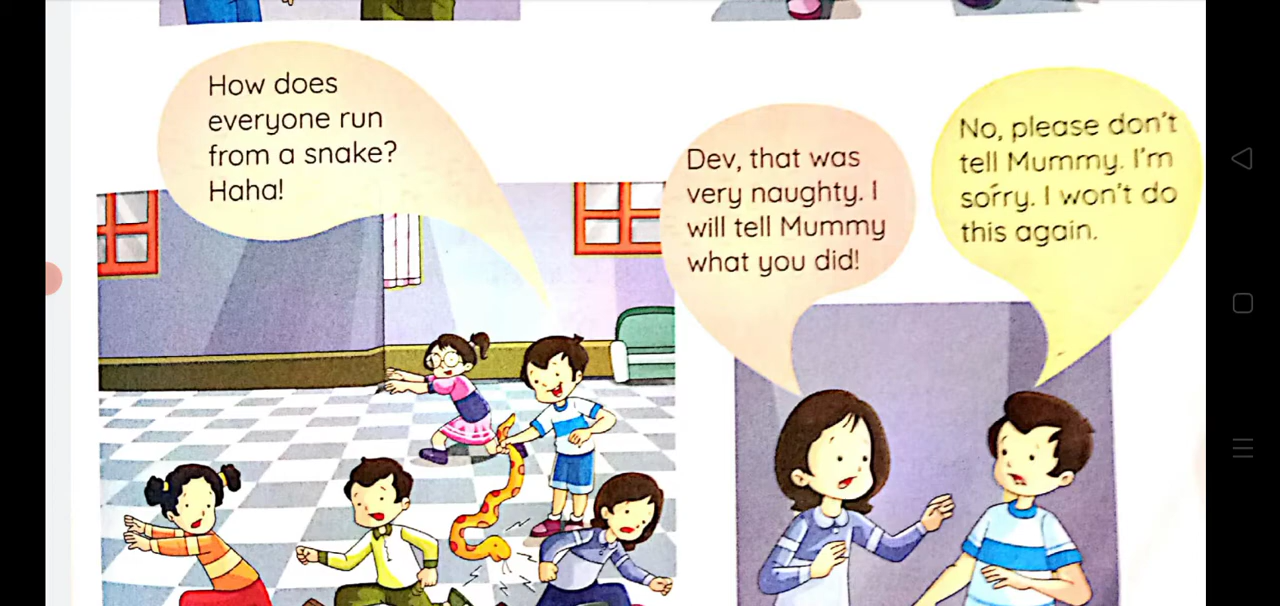 How does
everyone run
from a snake?
Haha!
Dev, that was
very naughty. I
will tell Mummy
what you did!
No, please don't
tell Mummy. I'm
sorry. I won't do
this again.